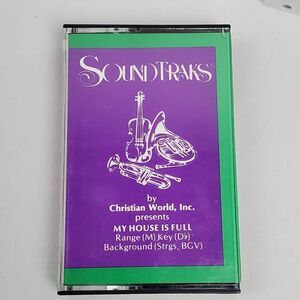 SOUNDTRAKS
by
Christian World, Inc.
presents
MY HOUSE IS FULL
Range (M) Key (D♭)
Background (Strgs, BGV)